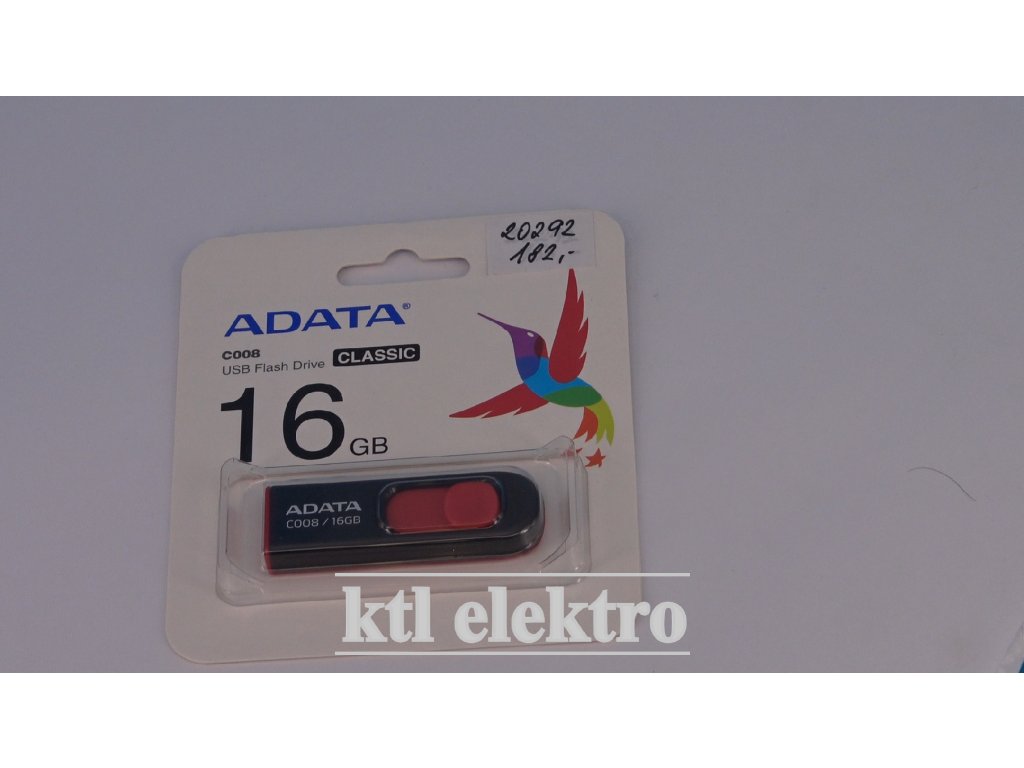 20292
182,-
ADATA®
C008
USB Flash Drive CLASSIC
16 GB
ADATA
C008 / 16GB
ktl elektro